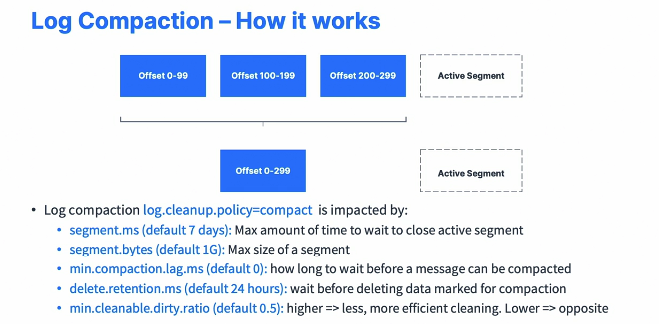 Log Compaction – How it works
Offset 0-99
Offset 100-199
Offset 200-299
Active Segment
Offset 0-299
Active Segment
• Log compaction log.cleanup.policy=compact is impacted by:
• segment.ms (default 7 days): Max amount of time to wait to close active segment
• segment.bytes (default 1G): Max size of a segment
• min.compaction.lag.ms (default 0): how long to wait before a message can be compacted
• delete.retention.ms (default 24 hours): wait before deleting data marked for compaction
• min.cleanable.dirty.ratio (default 0.5): higher => less, more efficient cleaning. Lower => opposite